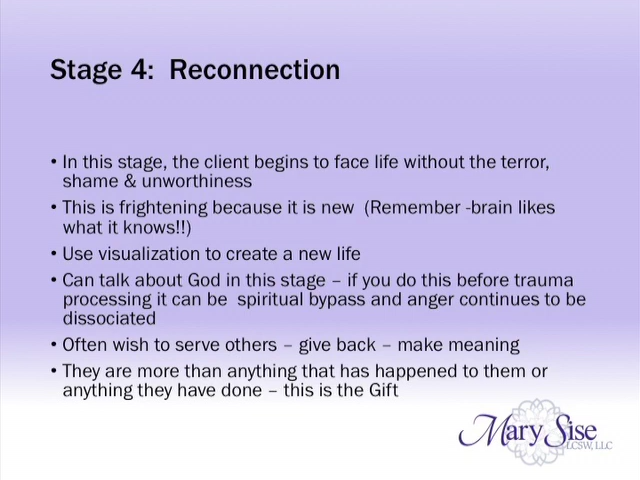 Stage 4:  Reconnection
• In this stage, the client begins to face life without the terror,
shame & unworthiness
• This is frightening because it is new  (Remember -brain likes
what it knows!!)
• Use visualization to create a new life
• Can talk about God in this stage – if you do this before trauma
processing it can be  spiritual bypass and anger continues to be
dissociated
• Often wish to serve others – give back – make meaning
• They are more than anything that has happened to them or
anything they have done – this is the Gift
Mary Sise
LCSW, LLC